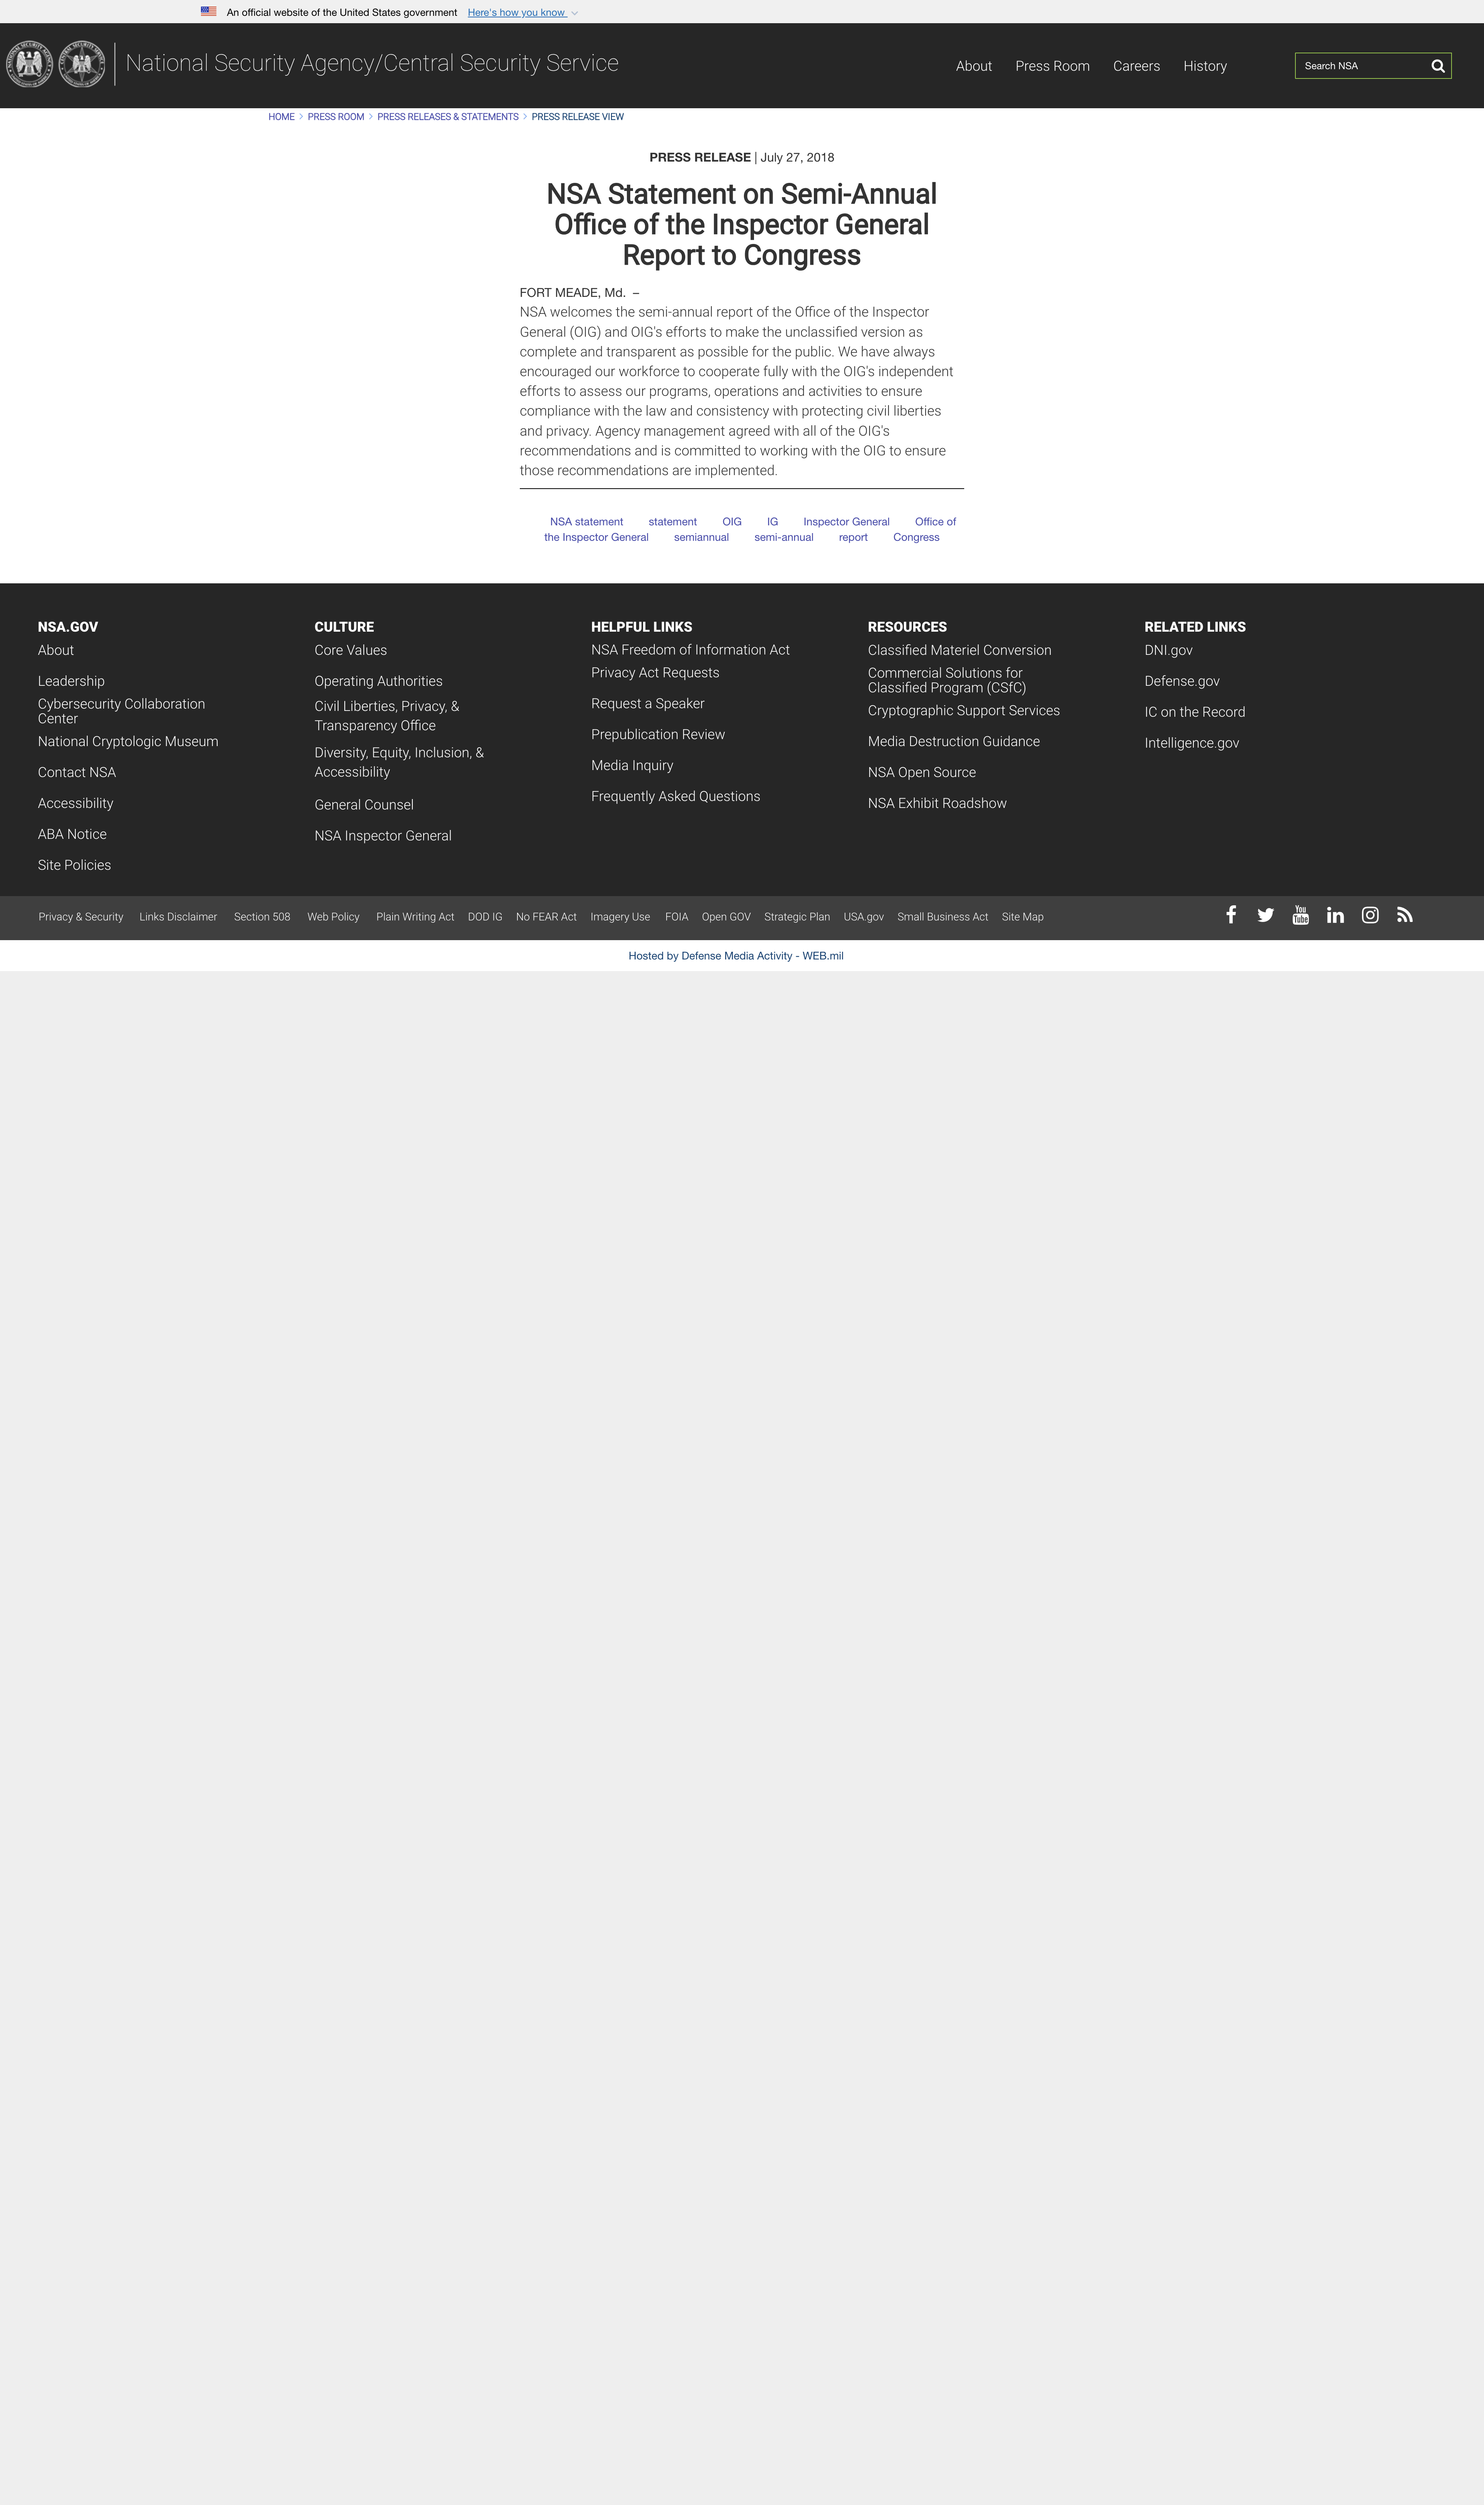 An official website of the United States government Here's how you know
National Security Agency/Central Security Service
About Press Room Careers History
Search NSA
HOME PRESS ROOM PRESS RELEASES & STATEMENTS PRESS RELEASE VIEW
PRESS RELEASE | July 27, 2018
NSA Statement on Semi-Annual
Office of the Inspector General
Report to Congress
FORT MEADE, Md. –
NSA welcomes the semi-annual report of the Office of the Inspector
General (OIG) and OIG's efforts to make the unclassified version as
complete and transparent as possible for the public. We have always
encouraged our workforce to cooperate fully with the OIG's independent
efforts to assess our programs, operations and activities to ensure
compliance with the law and consistency with protecting civil liberties
and privacy. Agency management agreed with all of the OIG's
recommendations and is committed to working with the OIG to ensure
those recommendations are implemented.
NSA statement statement OIG IG Inspector General Office of
the Inspector General semiannual semi-annual report Congress
NSA.GOV
About
Leadership
Cybersecurity Collaboration
Center
National Cryptologic Museum
Contact NSA
Accessibility
ABA Notice
Site Policies
CULTURE
Core Values
Operating Authorities
Civil Liberties, Privacy, &
Transparency Office
Diversity, Equity, Inclusion, &
Accessibility
General Counsel
NSA Inspector General
HELPFUL LINKS
NSA Freedom of Information Act
Privacy Act Requests
Request a Speaker
Prepublication Review
Media Inquiry
Frequently Asked Questions
RESOURCES
Classified Materiel Conversion
Commercial Solutions for
Classified Program (CSfC)
Cryptographic Support Services
Media Destruction Guidance
NSA Open Source
NSA Exhibit Roadshow
RELATED LINKS
DNI.gov
Defense.gov
IC on the Record
Intelligence.gov
Privacy & Security Links Disclaimer Section 508 Web Policy Plain Writing Act DOD IG No FEAR Act Imagery Use FOIA Open GOV Strategic Plan USA.gov Small Business Act Site Map
Hosted by Defense Media Activity - WEB.mil